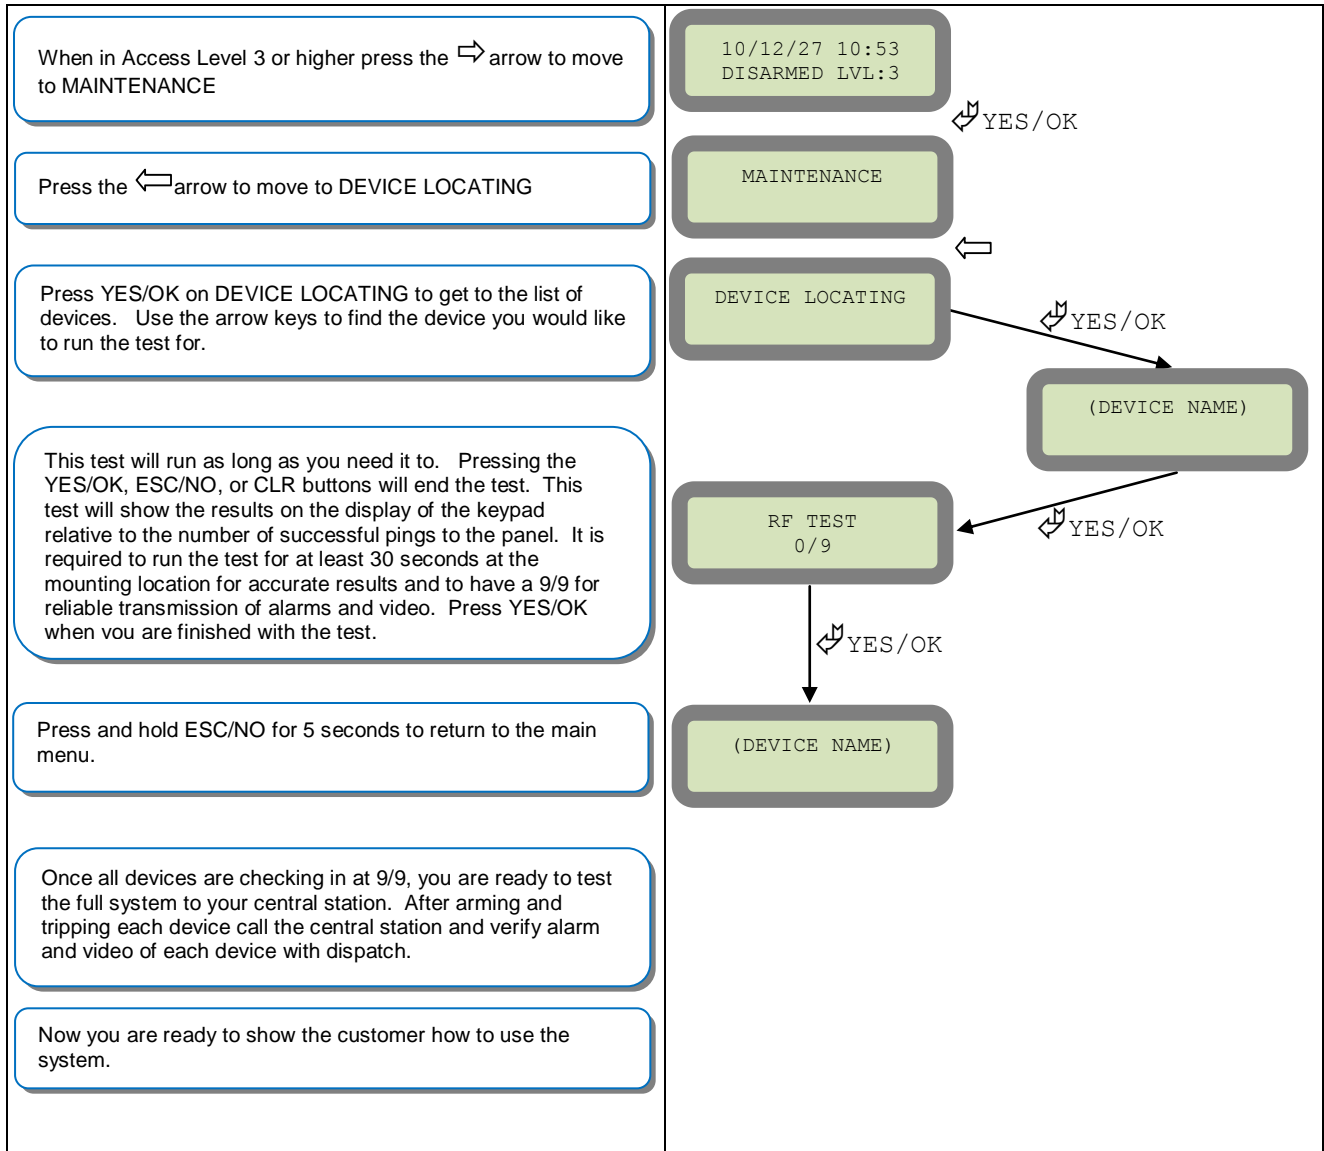 When in Access Level 3 or higher press the ⇨ arrow to move
to MAINTENANCE
10/12/27 10:53
DISARMED LVL:3
YES/OK
Press the ⇦ arrow to move to DEVICE LOCATING
MAINTENANCE
⇦
Press YES/OK on DEVICE LOCATING to get to the list of
devices. Use the arrow keys to find the device you would like
to run the test for.
DEVICE LOCATING
YES/OK
(DEVICE NAME)
This test will run as long as you need it to. Pressing the
YES/OK, ESC/NO, or CLR buttons will end the test. This
test will show the results on the display of the keypad
relative to the number of successful pings to the panel. It is
required to run the test for at least 30 seconds at the
mounting location for accurate results and to have a 9/9 for
reliable transmission of alarms and video. Press YES/OK
when you are finished with the test.
YES/OK
RF TEST
0/9
YES/OK
Press and hold ESC/NO for 5 seconds to return to the main
menu.
(DEVICE NAME)
Once all devices are checking in at 9/9, you are ready to test
the full system to your central station. After arming and
tripping each device call the central station and verify alarm
and video of each device with dispatch.
Now you are ready to show the customer how to use the
system.